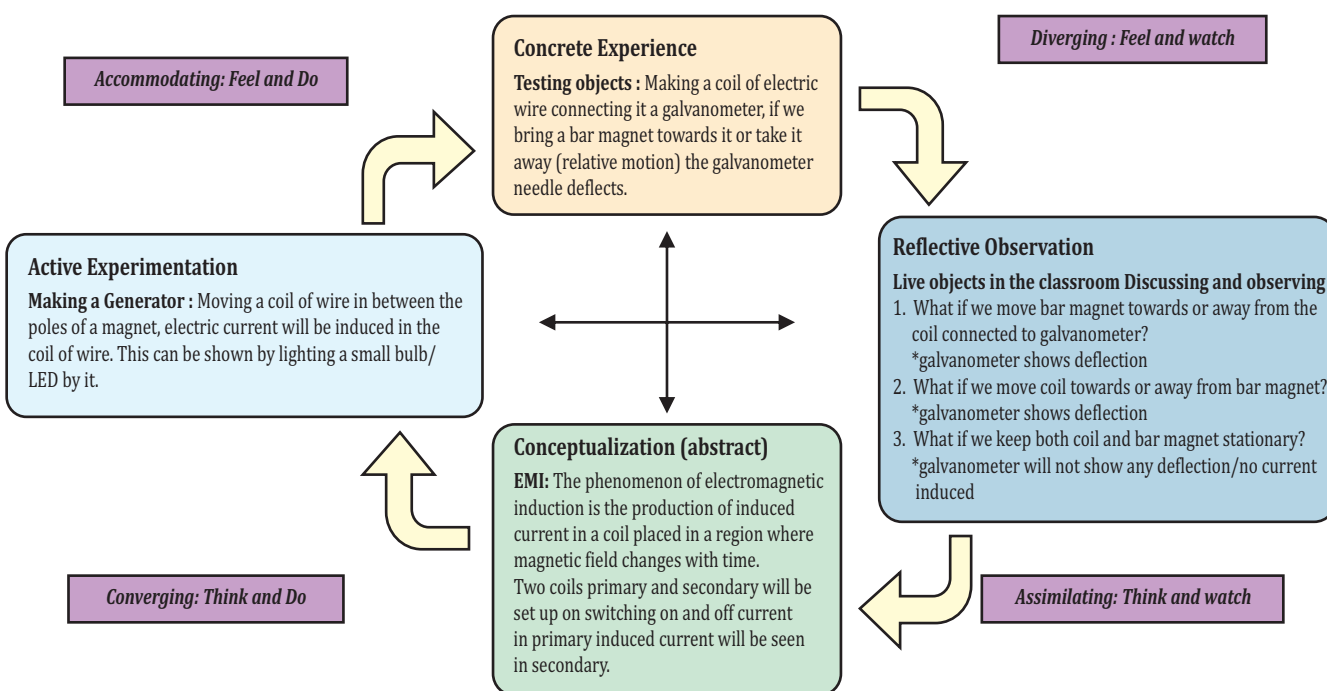 Accommodating: Feel and Do
Concrete Experience
Testing objects : Making a coil of electric
wire connecting it a galvanometer, if we
bring a bar magnet towards it or take it
away (relative motion) the galvanometer
needle deflects.
Diverging : Feel and watch
Active Experimentation
Making a Generator : Moving a coil of wire in between the
poles of a magnet, electric current will be induced in the
coil of wire. This can be shown by lighting a small bulb/
LED by it.
Reflective Observation
Live objects in the classroom Discussing and observing
1. What if we move bar magnet towards or away from the
coil connected to galvanometer?
*galvanometer shows deflection
2. What if we move coil towards or away from bar magnet?
*galvanometer shows deflection
3. What if we keep both coil and bar magnet stationary?
*galvanometer will not show any deflection/no current
induced
Conceptualization (abstract)
EMI: The phenomenon of electromagnetic
induction is the production of induced
current in a coil placed in a region where
magnetic field changes with time.
Two coils primary and secondary will be
set up on switching on and off current
in primary induced current will be seen
in secondary.
Converging: Think and Do
Assimilating: Think and watch